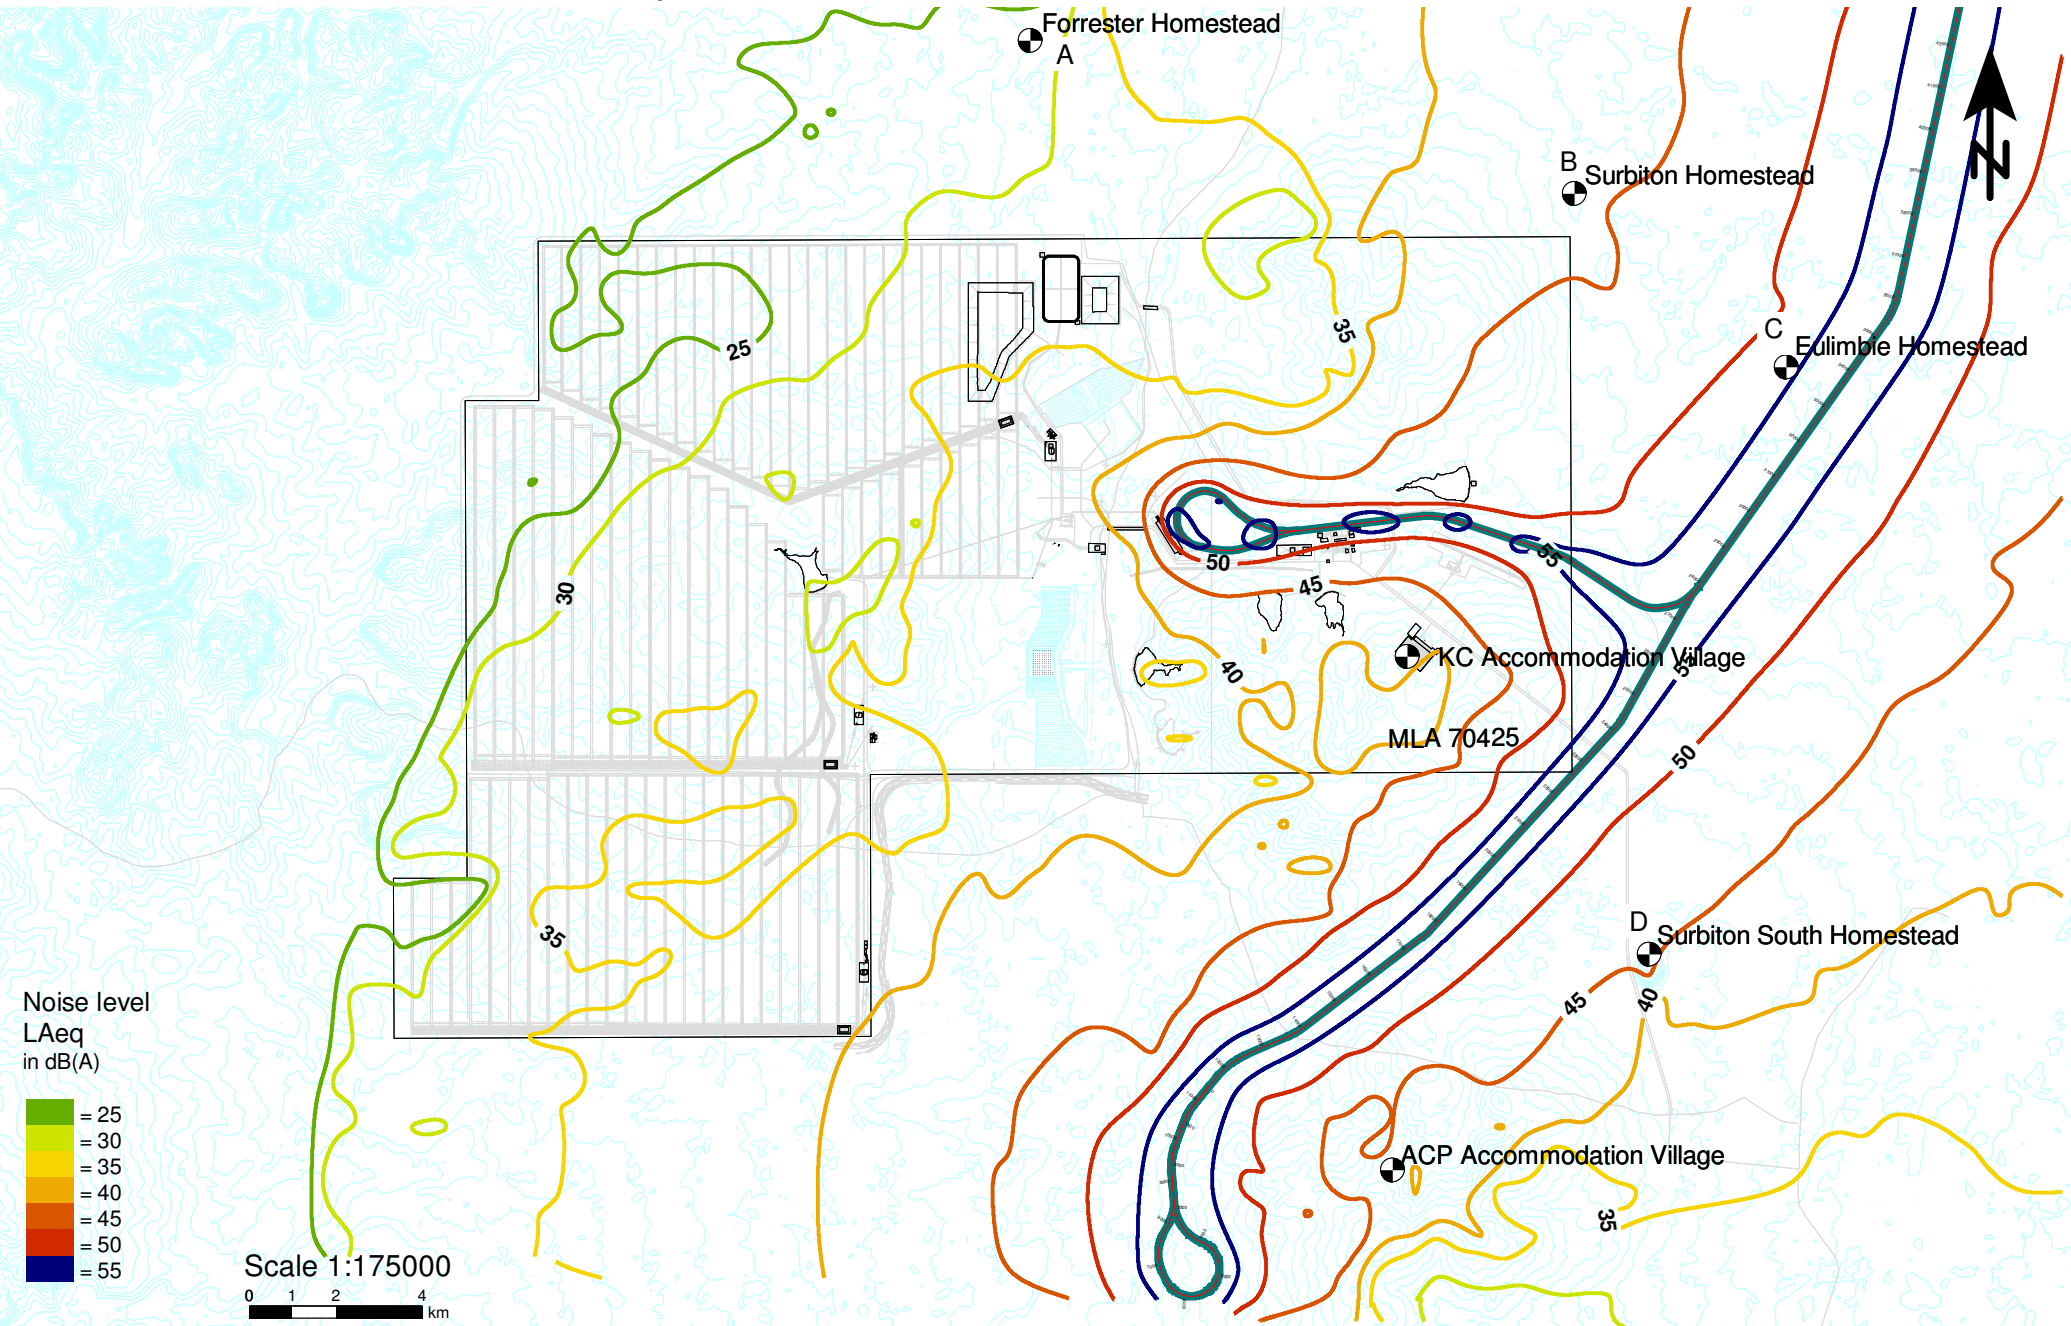 Forrester Homestead
A
B
Surbiton Homestead
C
Eulimbie Homestead
N
35
25
30
50
45
55
KC Accommodation Village
55
40
MLA 70425
50
D
Surbiton South Homestead
35
45
40
ACP Accommodation Village
35
Noise level
LAeq
in dB(A)
= 25
= 30
= 35
= 40
= 45
= 50
= 55
Scale 1:175000
0 1 2 4
km